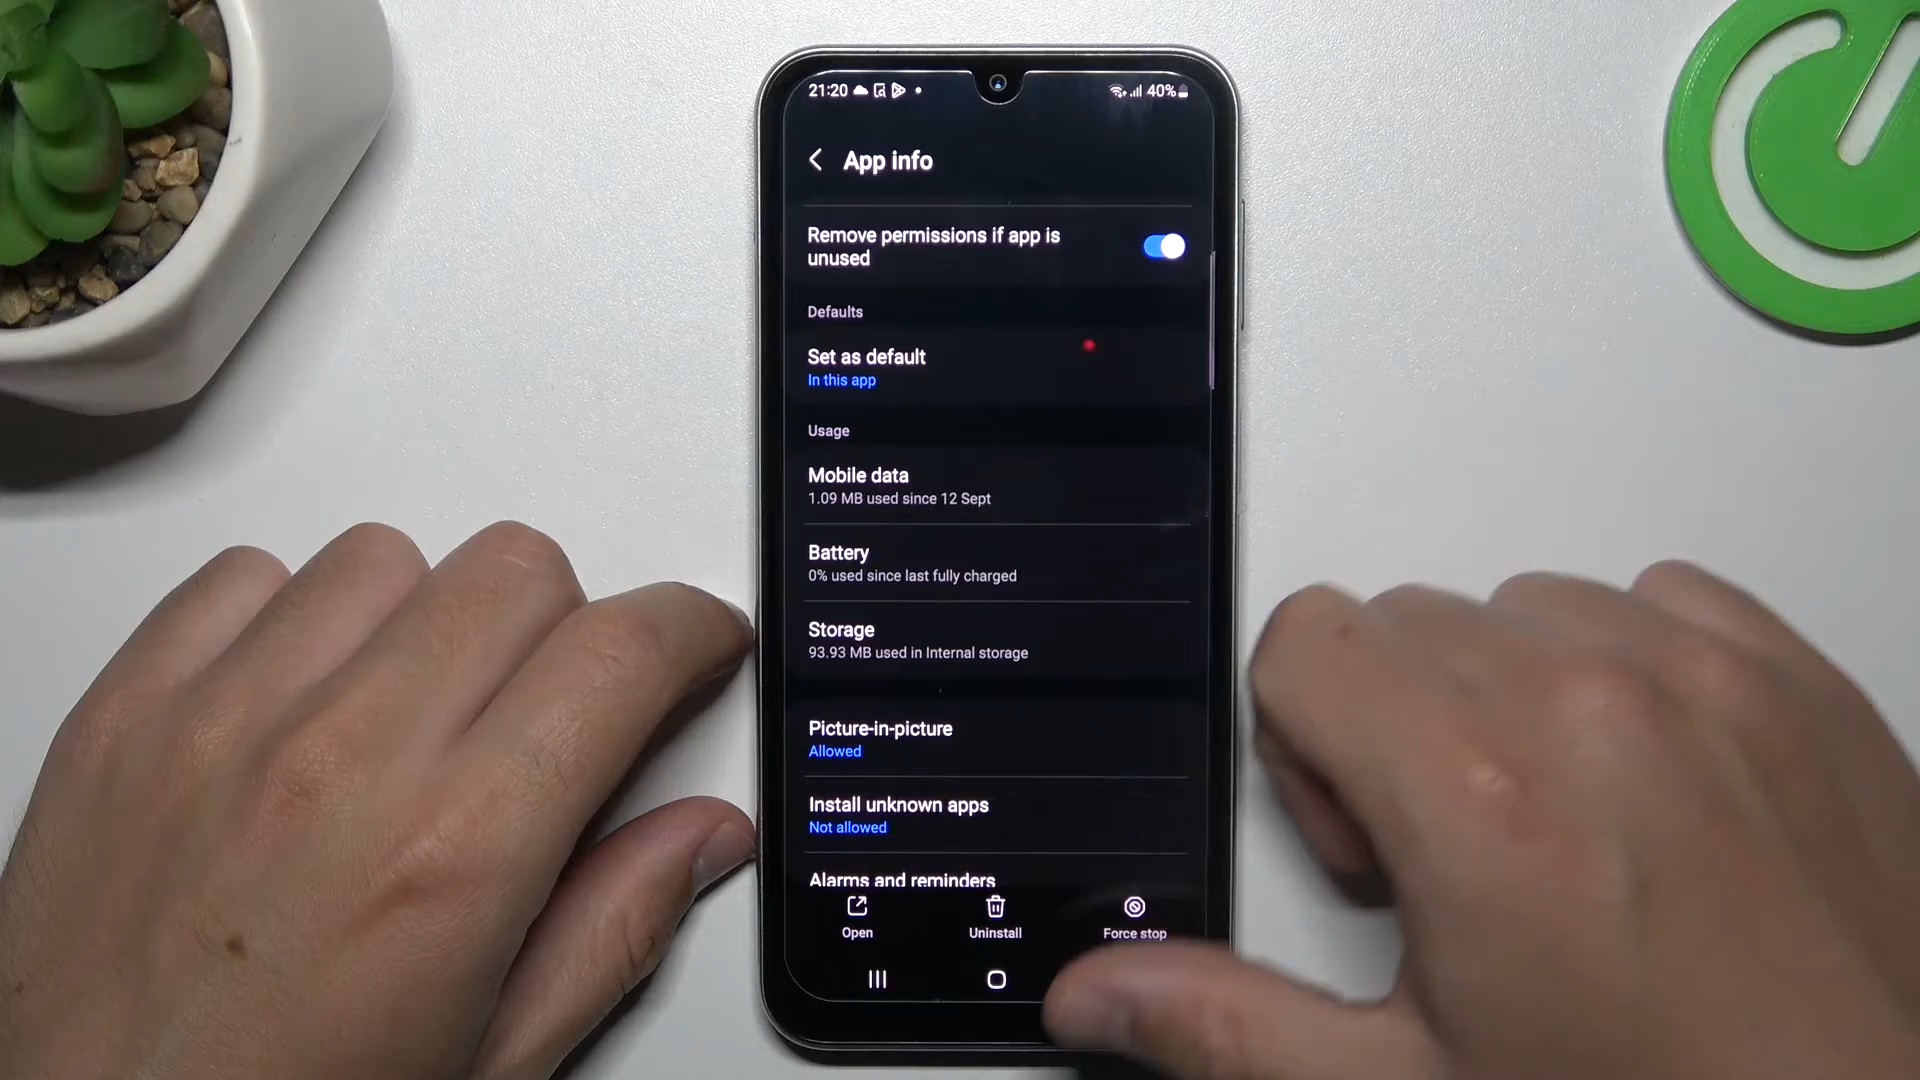 21:20
40%
App info
Remove permissions if app is
unused
Defaults
Set as default
In this app
Usage
Mobile data
1.09 MB used since 12 Sept
Battery
0% used since last fully charged
Storage
93.93 MB used in Internal storage
Picture-in-picture
Allowed
Install unknown apps
Not allowed
Alarms and reminders
Open
Uninstall
Force stop